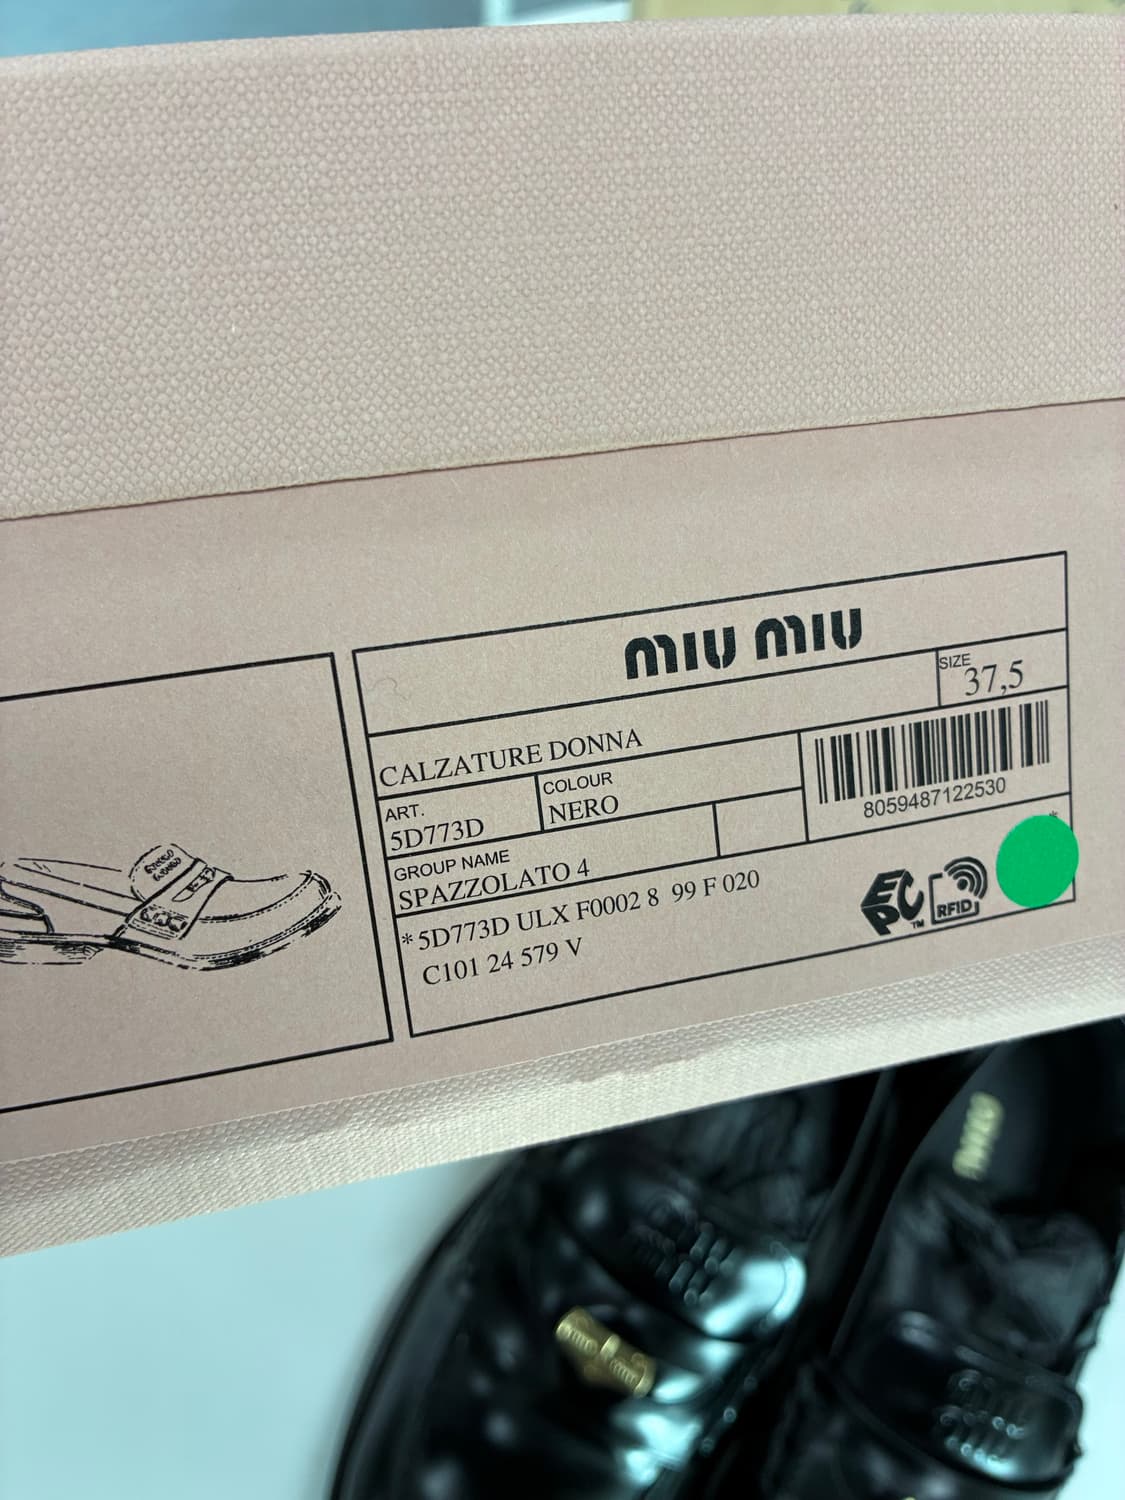 MIU MIU
SIZE
37,5
CALZATURE DONNA
ART.
5D773D
COLOUR
NERO
8059487122530
GROUP NAME
SPAZZOLATO 4
*5D773D ULX F0002 8 99 F 020
C101 24 579 V
EPC™
RFID
*